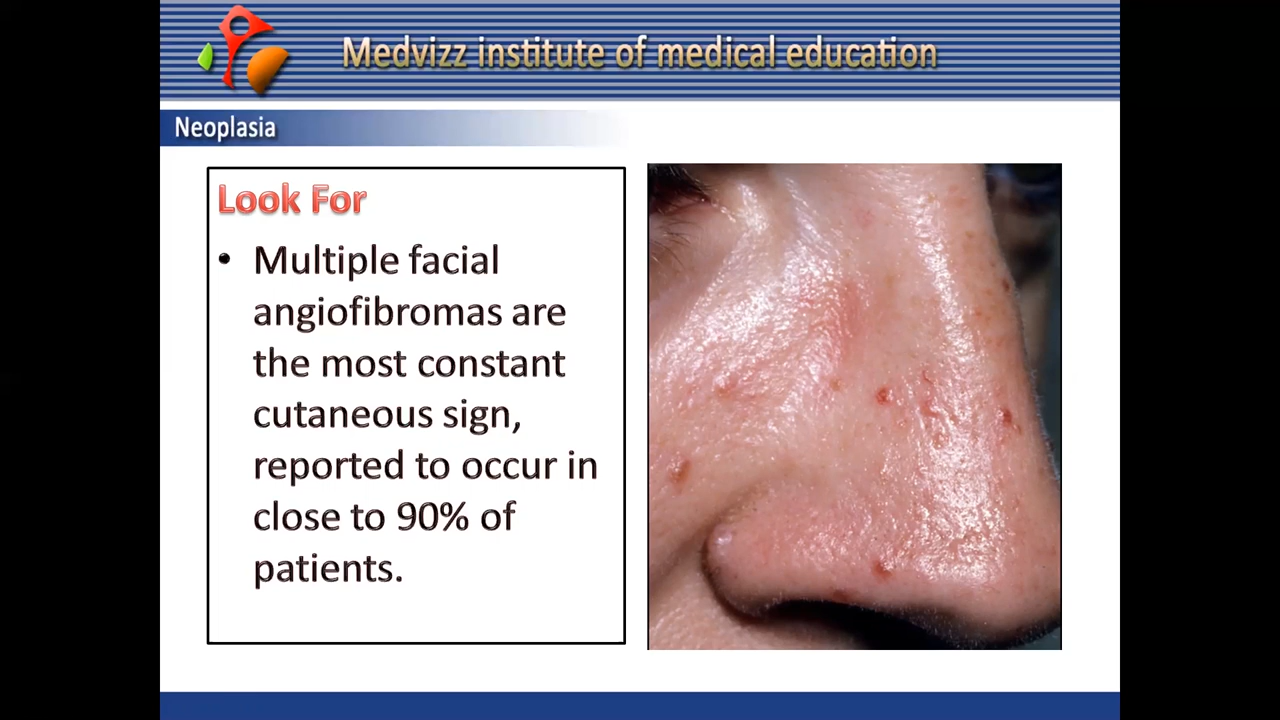 Medvizz institute of medical education
Neoplasia
Look For
• Multiple facial
angiofibromas are
the most constant
cutaneous sign,
reported to occur in
close to 90% of
patients.